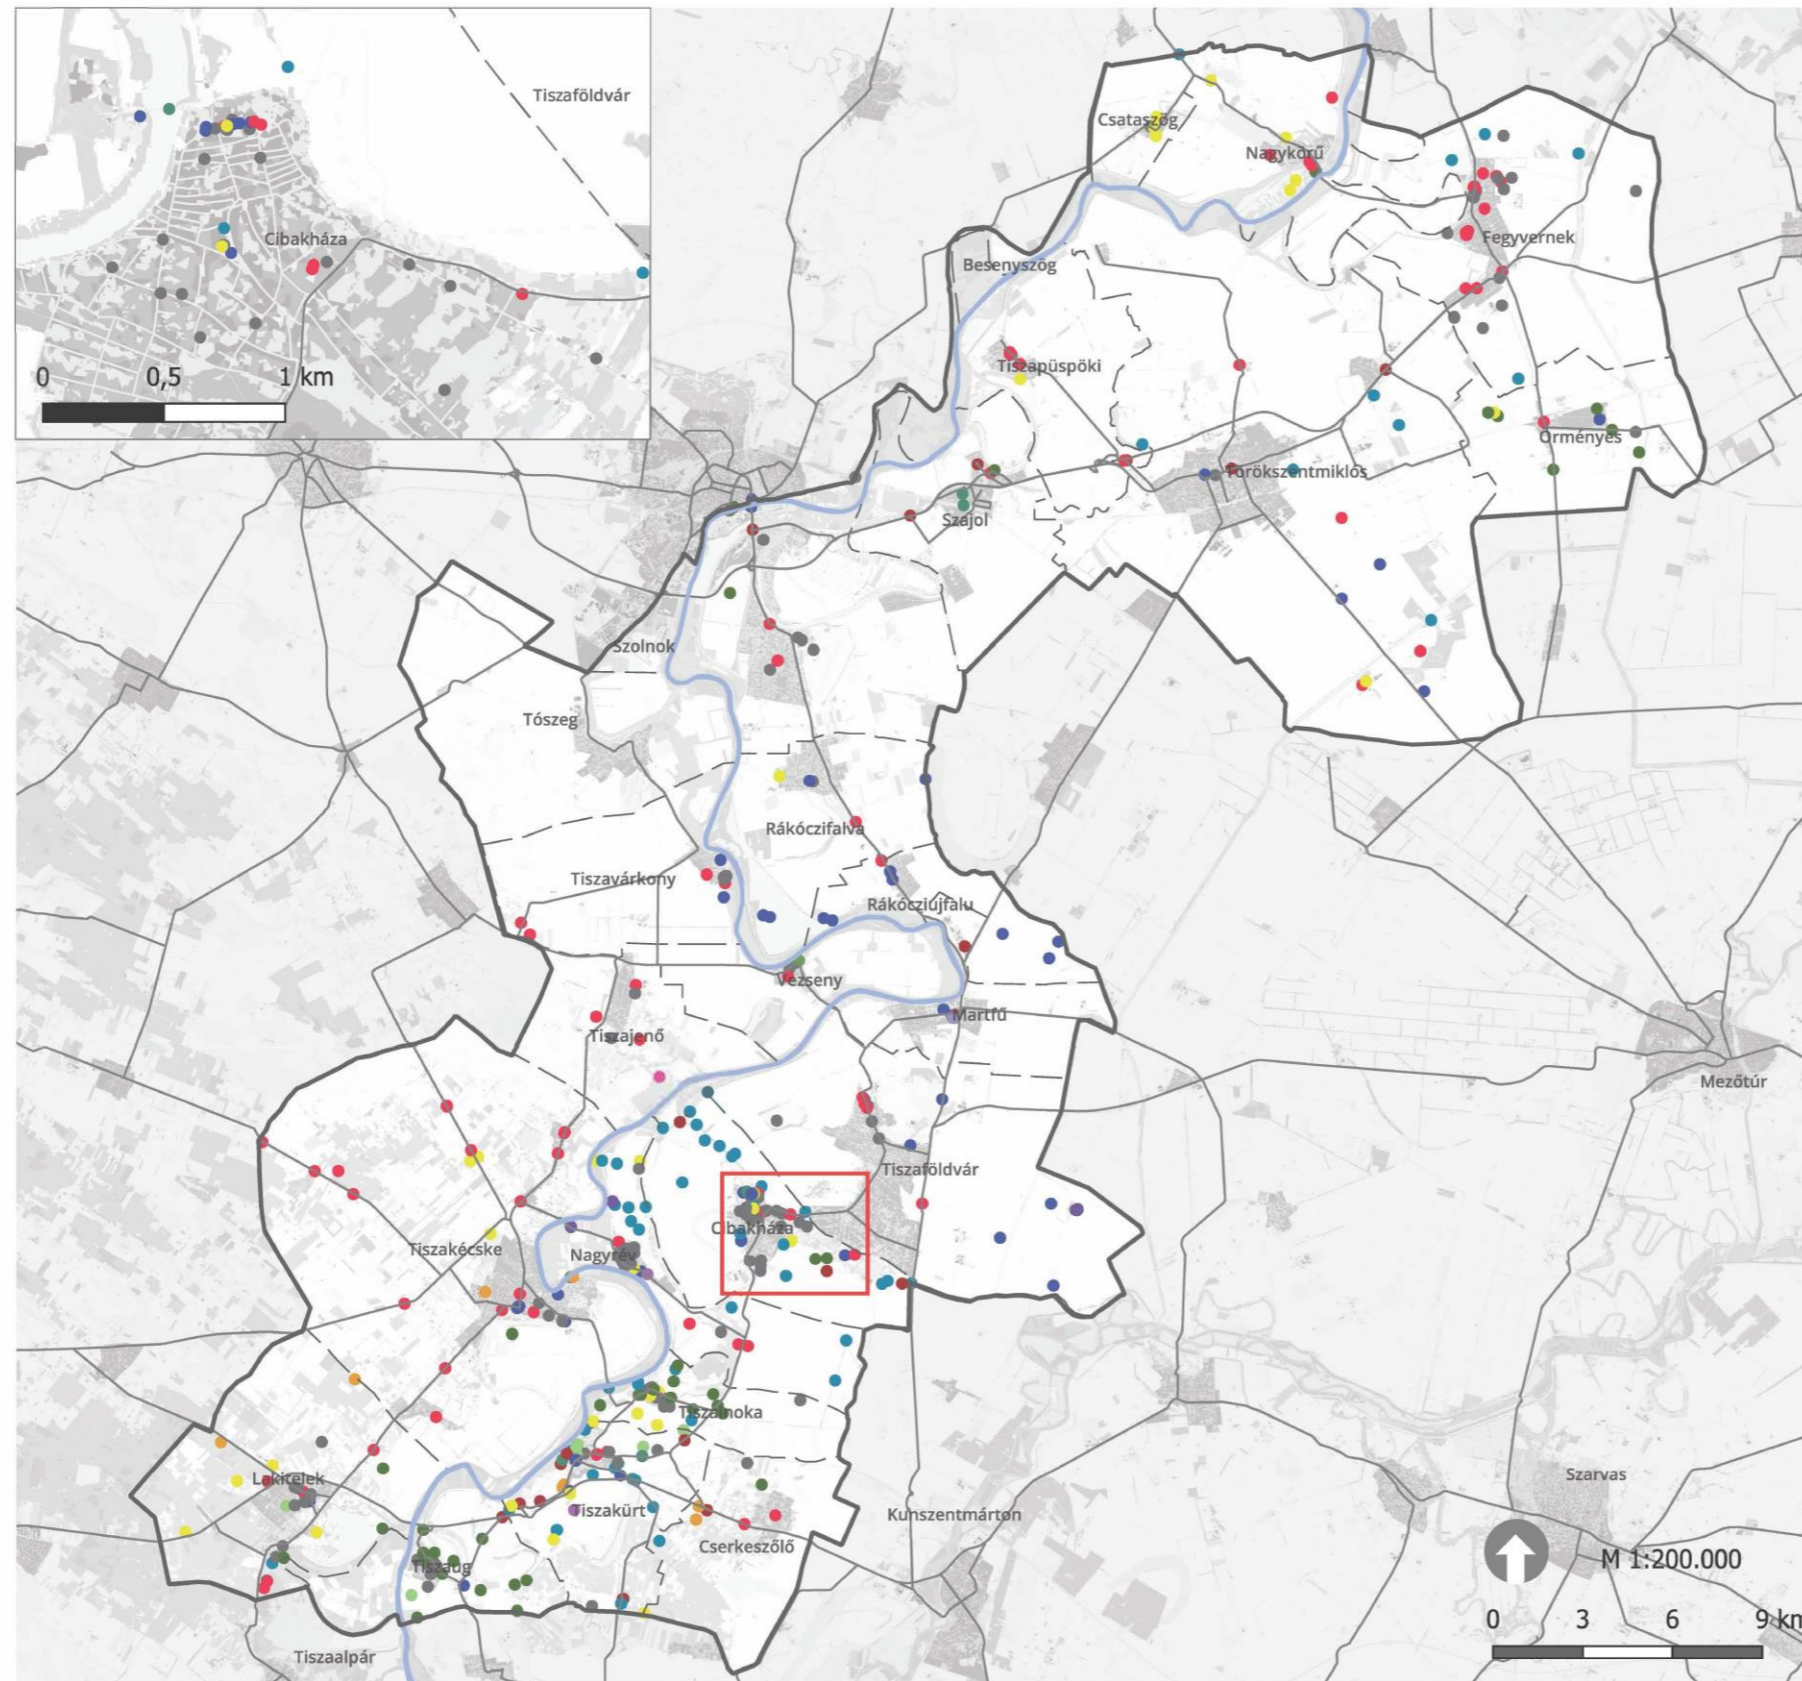 Tiszaföldvár
Cibakháza
0 0,5 1 km
Csataszög
Nagykörű
Fegyvernek
Besenyszög
Tiszapüspöki
Örményes
Törökszentmiklós
Szajol
Szolnok
Tószeg
Rákóczifalva
Tiszavárkony
Rákócziújfalu
Vezseny
Martfű
Tiszajenő
Mezőtúr
Tiszaföldvár
Cibakháza
Tiszakécske
Nagyrév
Tiszainoka
Lakitelek
Szarvas
Tiszakürt
Kunszentmárton
Cserkeszőlő
M 1:200.000
Tiszaug
0 3 6 9 km
Tiszaalpár